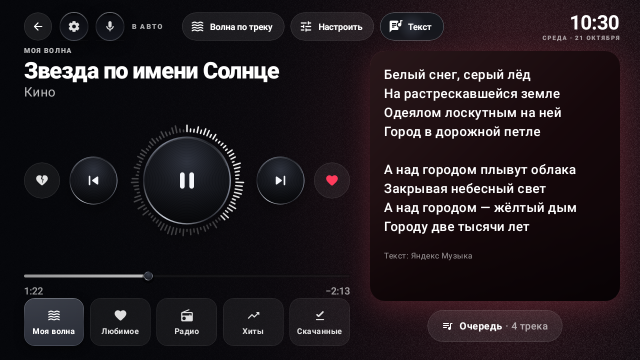 В АВТО
Волна по треку
Настроить
Текст
10:30
СРЕДА · 21 ОКТЯБРЯ
МОЯ ВОЛНА
Звезда по имени Солнце
Кино
1:22
−2:13
Моя волна
Любимое
Радио
Хиты
Скачанные
Белый снег, серый лёд
На растрескавшейся земле
Одеялом лоскутным на ней
Город в дорожной петле
А над городом плывут облака
Закрывая небесный свет
А над городом — жёлтый дым
Городу две тысячи лет
Текст: Яндекс Музыка
Очередь · 4 трека